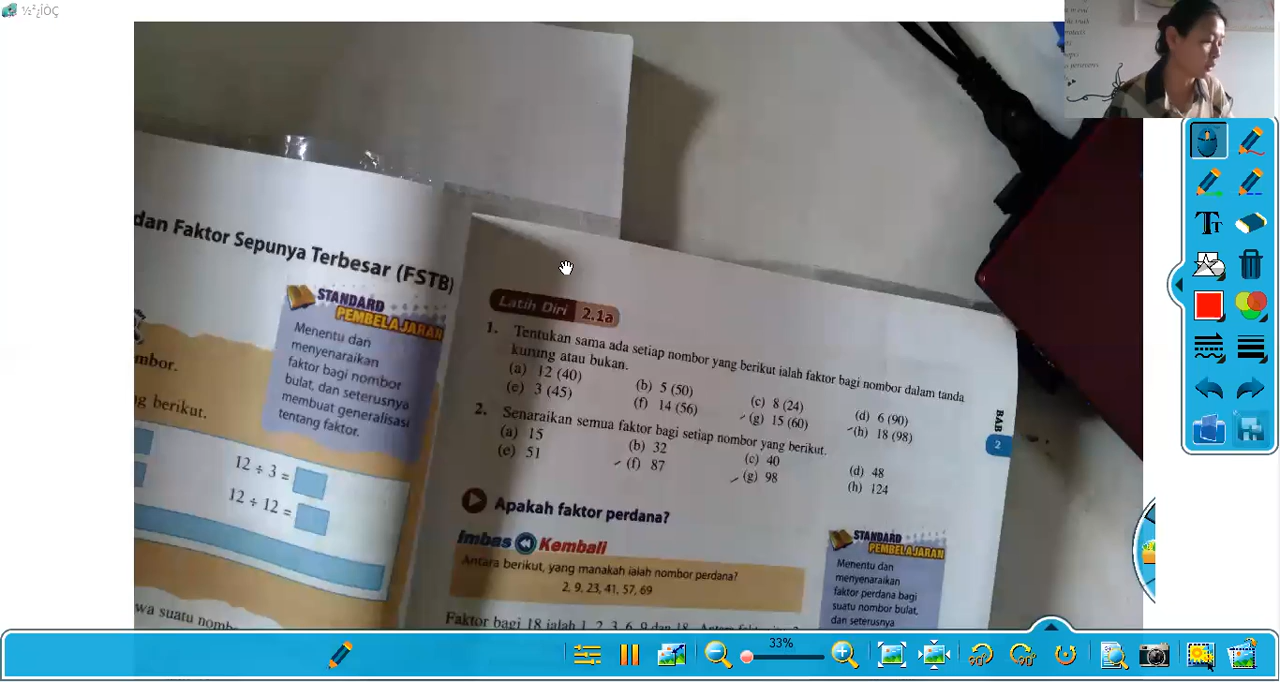 ½²¿ÍÒÇ
dan Faktor Sepunya Terbesar (FSTB)
STANDARD
PEMBELAJARAN
Menentu dan
menyenaraikan
faktor bagi nombor
bulat, dan seterusnya
membuat generalisasi
tentang faktor.
mbor.
g berikut.
12 ÷ 3 =
12 ÷ 12 =
wa suatu nomb
Latih Diri 2.1a
1. Tentukan sama ada setiap nombor yang berikut ialah faktor bagi nombor dalam tanda
kurung atau bukan.
(a) 12 (40) (b) 5 (50) (c) 8 (24) (d) 6 (90)
(e) 3 (45) (f) 14 (56) (g) 15 (60) (h) 18 (98)
2. Senaraikan semua faktor bagi setiap nombor yang berikut.
(a) 15 (b) 32 (c) 40 (d) 48
(e) 51 (f) 87 (g) 98 (h) 124
BAB
2
Apakah faktor perdana?
Imbas Kembali
Antara berikut, yang manakah ialah nombor perdana?
2, 9, 23, 41, 57, 69
STANDARD
PEMBELAJARAN
Menentu dan
menyenaraikan
faktor perdana bagi
suatu nombor bulat,
dan seterusnya
Faktor bagi 18 ialah 1, 2, 3, 6, 9 dan 18.
33%